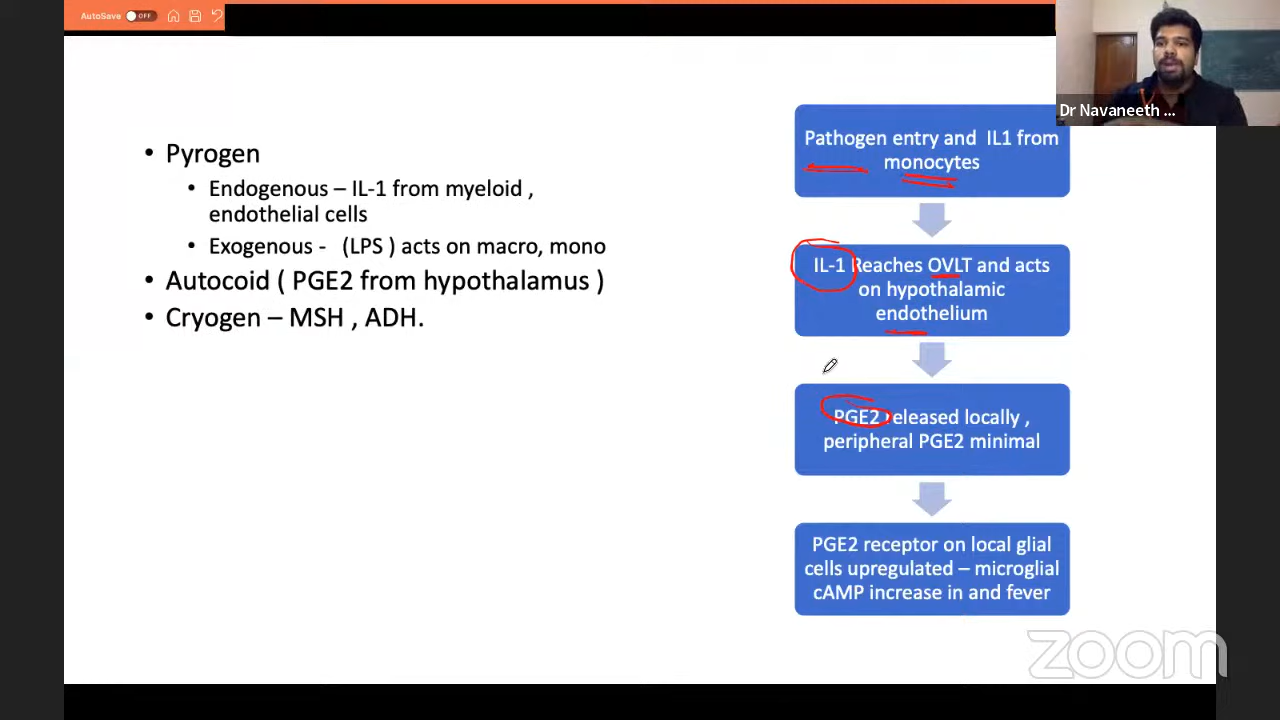 AutoSave OFF
Dr Navaneeth ...
• Pyrogen
• Endogenous – IL-1 from myeloid ,
endothelial cells
• Exogenous - (LPS ) acts on macro, mono
• Autocoid ( PGE2 from hypothalamus )
• Cryogen – MSH , ADH.
Pathogen entry and IL1 from
monocytes
IL-1 Reaches OVLT and acts
on hypothalamic
endothelium
PGE2 released locally ,
peripheral PGE2 minimal
PGE2 receptor on local glial
cells upregulated – microglial
cAMP increase in and fever
zoom